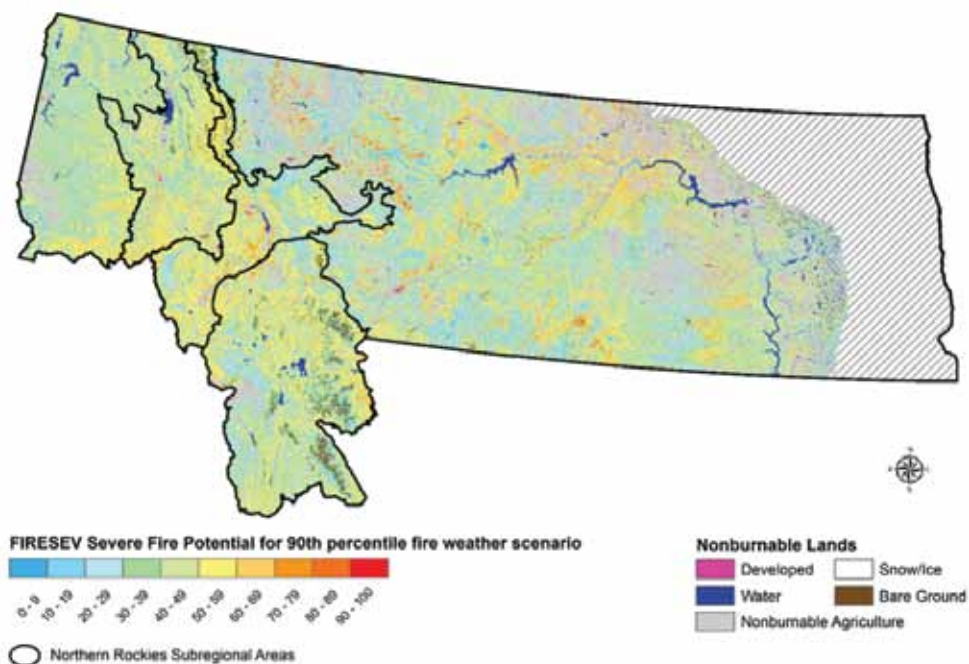 FIRESEV Severe Fire Potential for 90th percentile fire weather scenario
0 - 9
10 - 19
20 - 29
30 - 39
40 - 49
50 - 59
60 - 69
70 - 79
80 - 89
90 - 100
Northern Rockies Subregional Areas
Nonburnable Lands
Developed
Snow/Ice
Water
Bare Ground
Nonburnable Agriculture